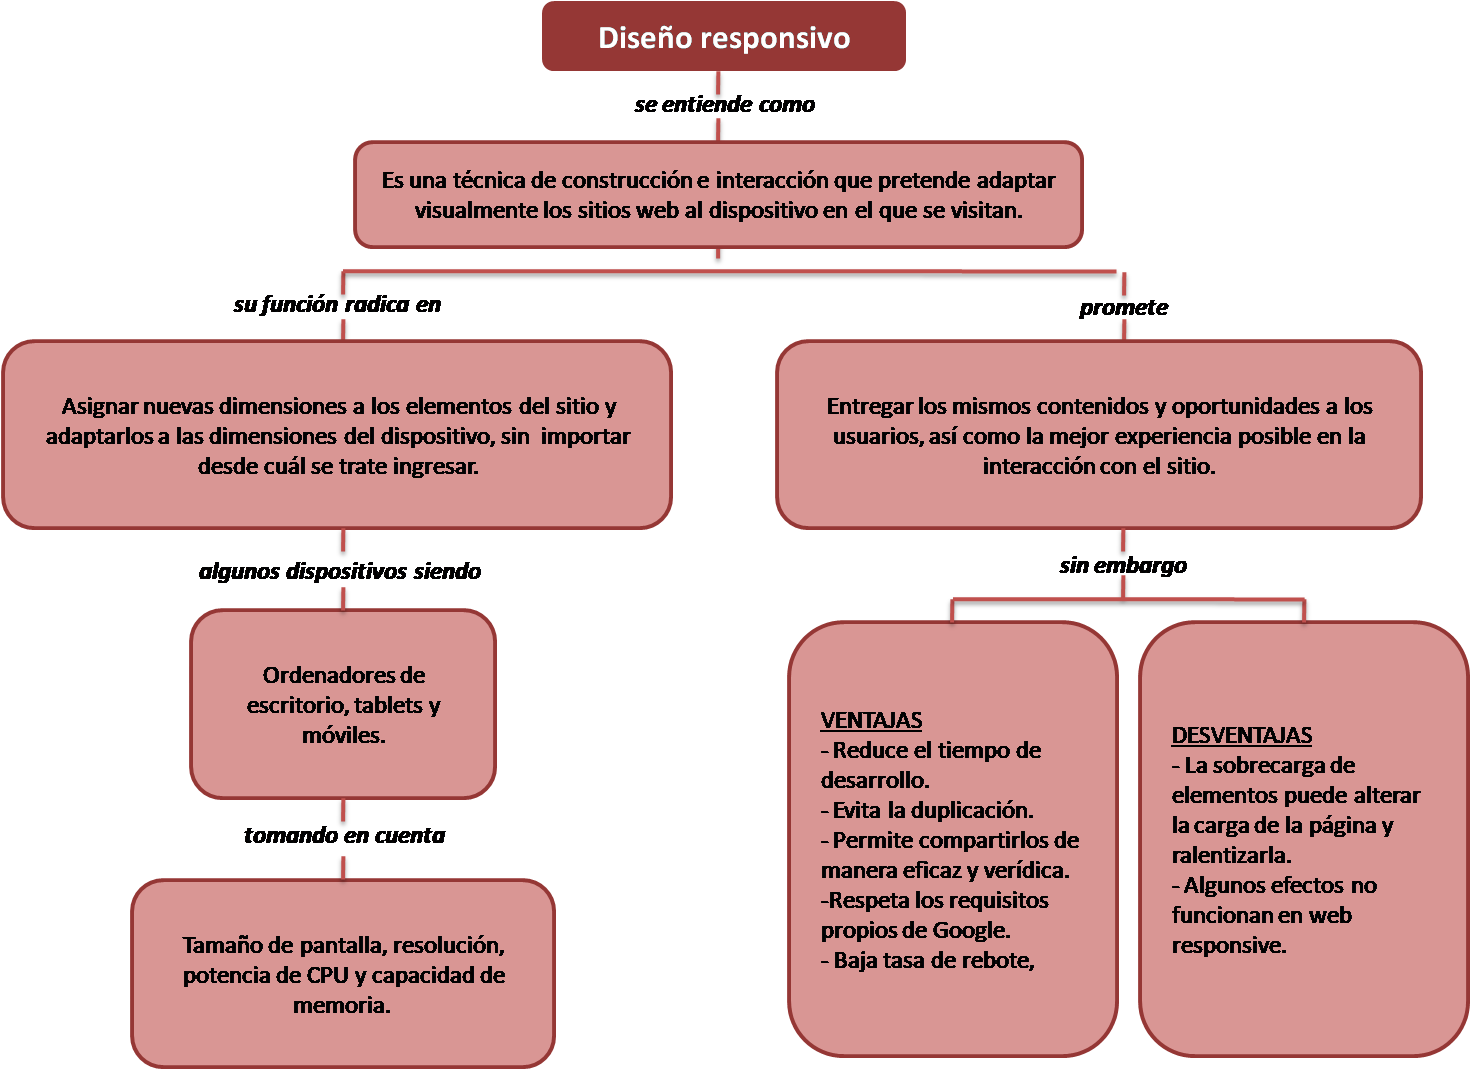 Diseño responsivo
se entiende como
Es una técnica de construcción e interacción que pretende adaptar
visualmente los sitios web al dispositivo en el que se visitan.
su función radica en
promete
Asignar nuevas dimensiones a los elementos del sitio y
adaptarlos a las dimensiones del dispositivo, sin importar
desde cuál se trate ingresar.
Entregar los mismos contenidos y oportunidades a los
usuarios, así como la mejor experiencia posible en la
interacción con el sitio.
algunos dispositivos siendo
sin embargo
Ordenadores de
escritorio, tablets y
móviles.
tomando en cuenta
Tamaño de pantalla, resolución,
potencia de CPU y capacidad de
memoria.
VENTAJAS
- Reduce el tiempo de
desarrollo.
- Evita la duplicación.
- Permite compartirlos de
manera eficaz y verídica.
-Respeta los requisitos
propios de Google.
- Baja tasa de rebote,
DESVENTAJAS
- La sobrecarga de
elementos puede alterar
la carga de la página y
ralentizarla.
- Algunos efectos no
funcionan en web
responsive.